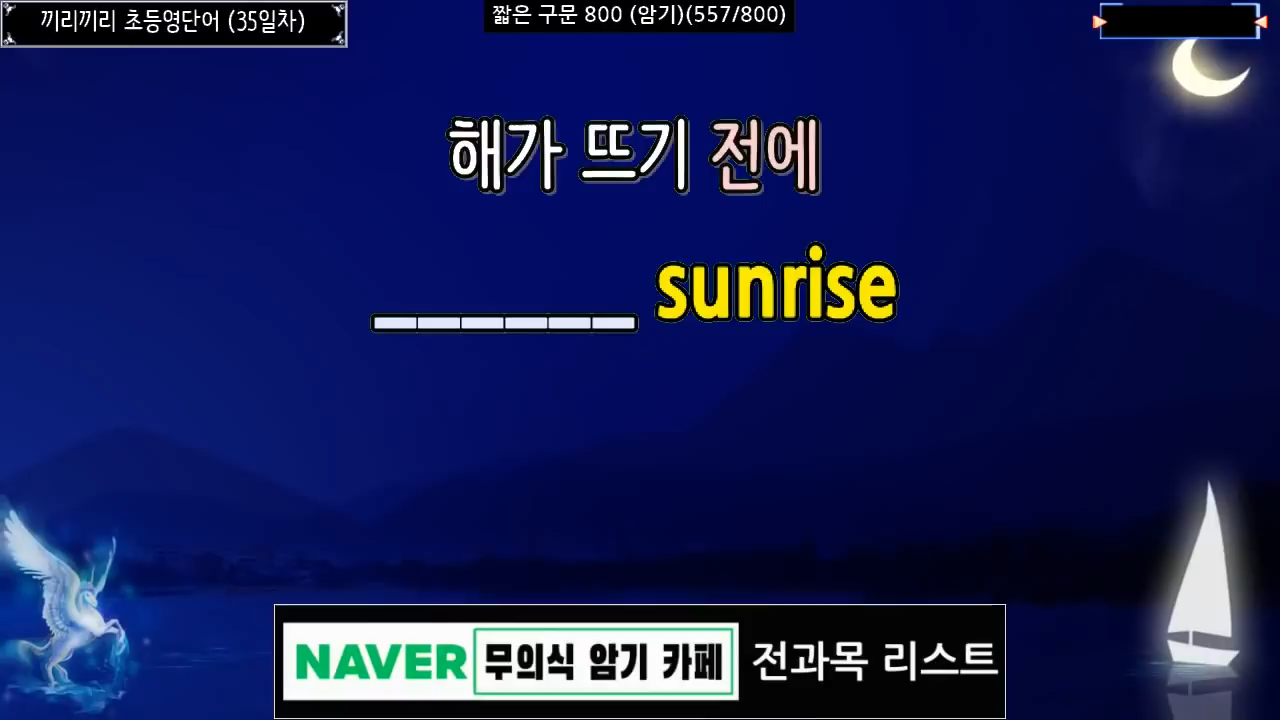 끼리끼리 초등영단어 (35일차)
짧은 구문 800 (암기)(557/800)
해가 뜨기 전에
______ sunrise
NAVER 무의식 암기 카페 전과목 리스트